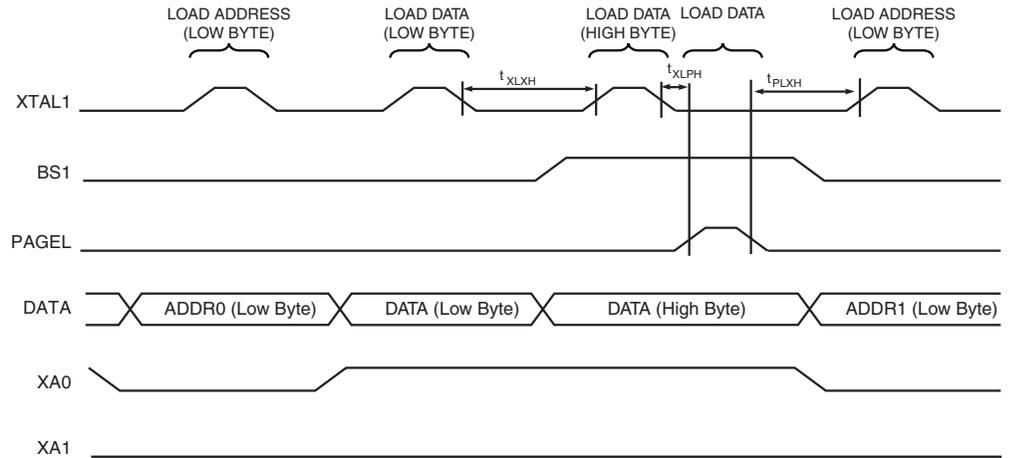 LOAD ADDRESS
(LOW BYTE)
LOAD DATA
(LOW BYTE)
LOAD DATA
(HIGH BYTE)
LOAD DATA
LOAD ADDRESS
(LOW BYTE)
XTAL1
t XLXH
tXLPH
tPLXH
BS1
PAGEL
DATA
ADDR0 (Low Byte)
DATA (Low Byte)
DATA (High Byte)
ADDR1 (Low Byte)
XA0
XA1